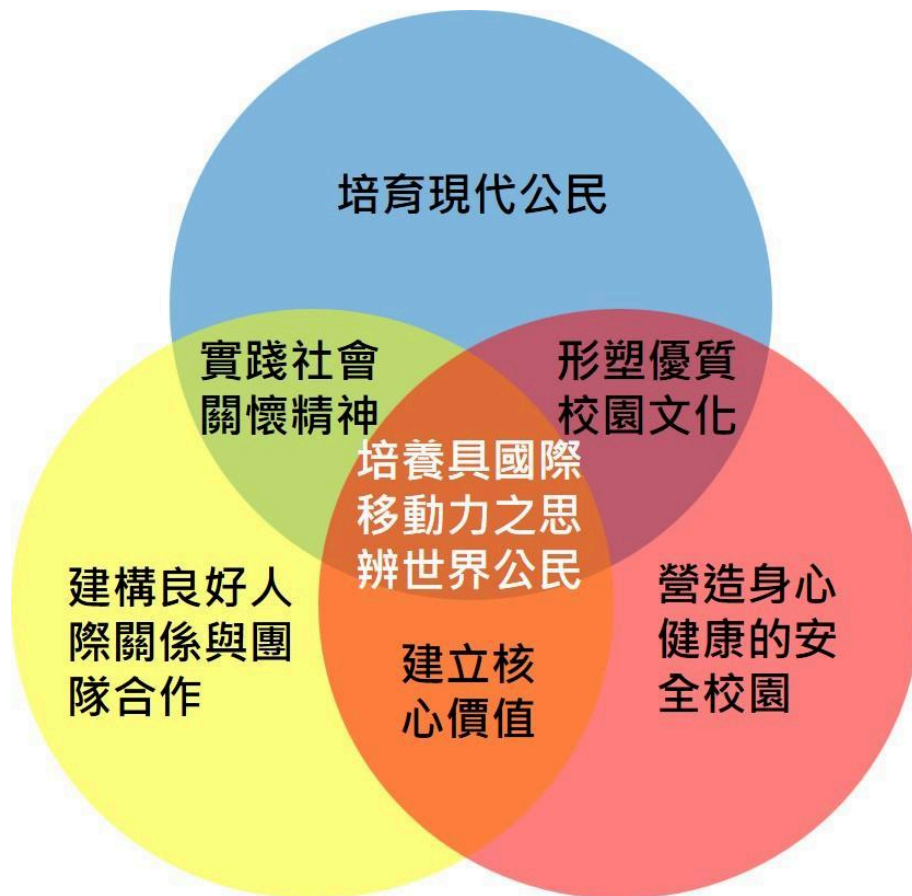 培育現代公民
實踐社會
關懷精神
形塑優質
校園文化
培養具國際
移動力之思
辨世界公民
建構良好人
際關係與團
隊合作
建立核
心價值
營造身心
健康的安
全校園